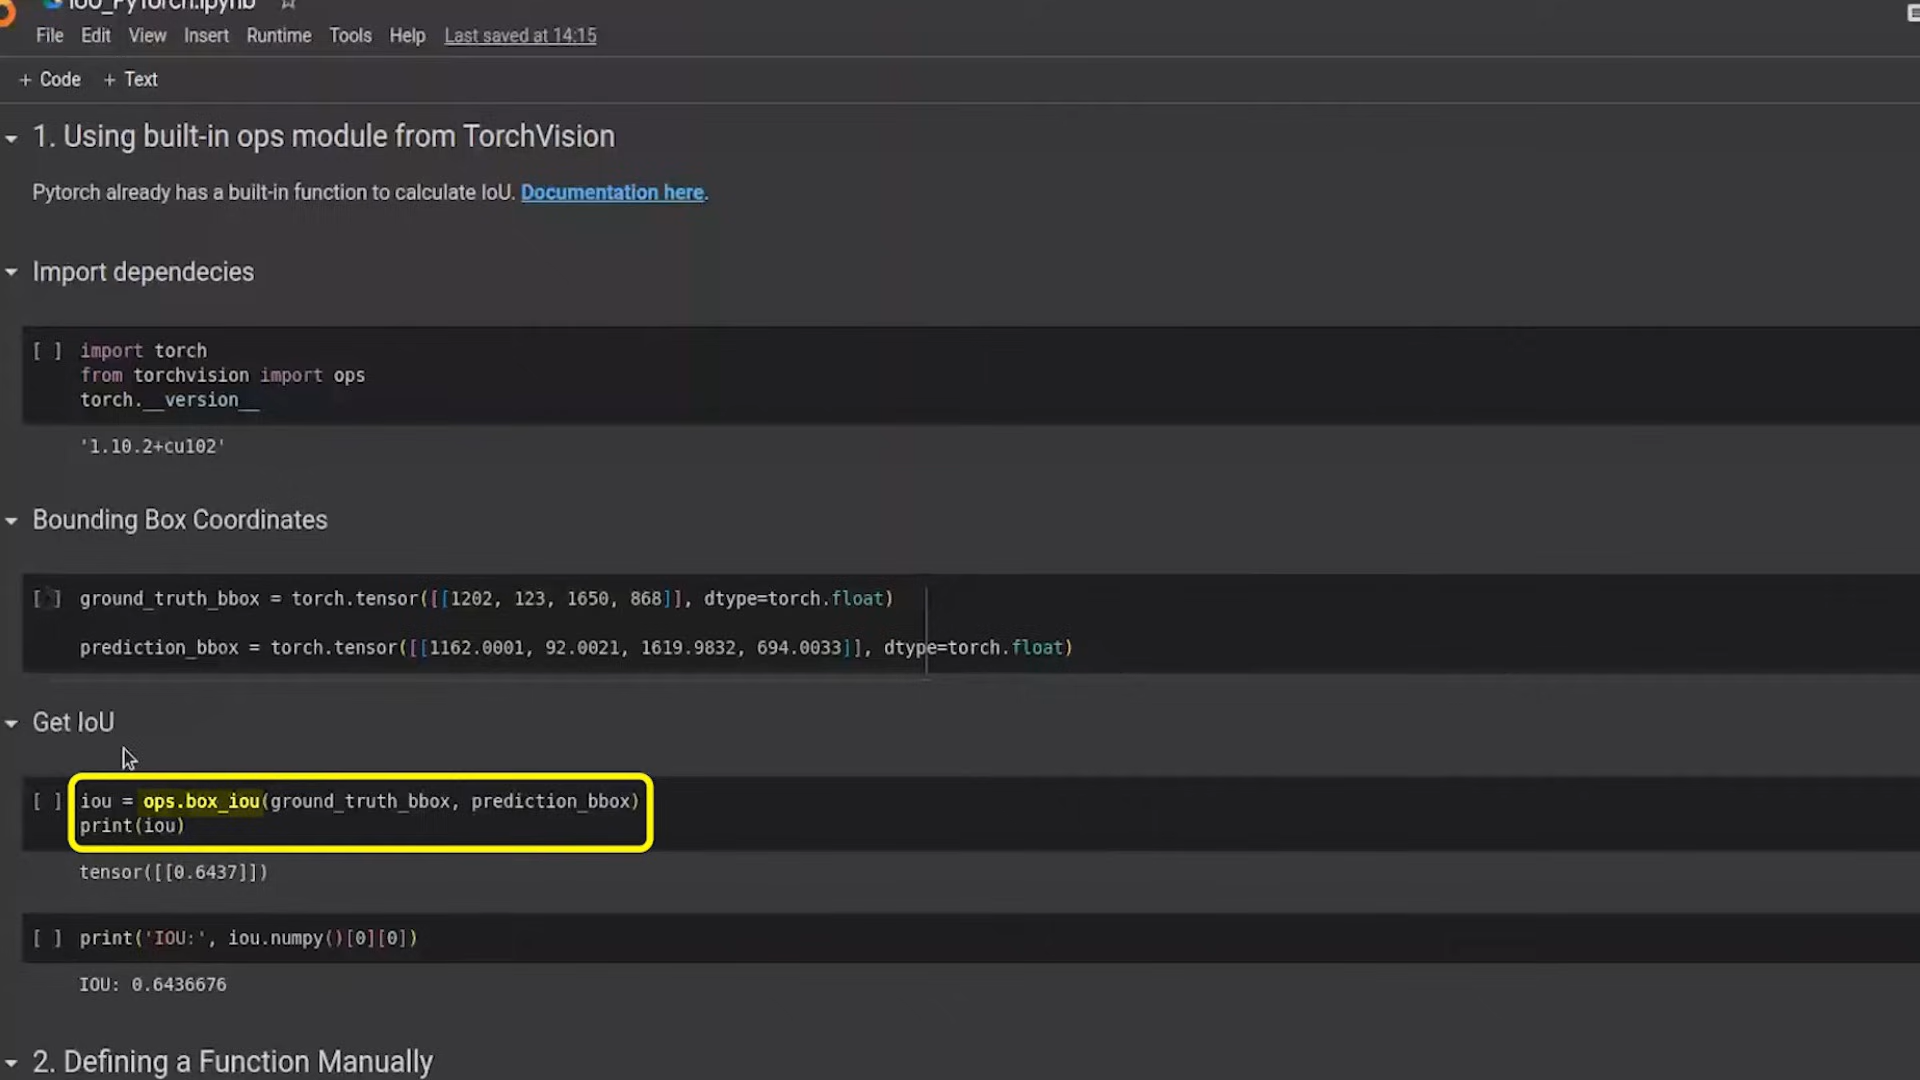 IoU_PyTorch.ipynb
File Edit View Insert Runtime Tools Help Last saved at 14:15
+ Code + Text
1. Using built-in ops module from TorchVision
Pytorch already has a built-in function to calculate IoU. Documentation here.
Import dependecies
[ ] import torch
from torchvision import ops
torch.__version__
'1.10.2+cu102'
Bounding Box Coordinates
[ ] ground_truth_bbox = torch.tensor([[1202, 123, 1650, 868]], dtype=torch.float)
prediction_bbox = torch.tensor([[1162.0001, 92.0021, 1619.9832, 694.0033]], dtype=torch.float)
Get IoU
[ ] iou = ops.box_iou(ground_truth_bbox, prediction_bbox)
print(iou)
tensor([[0.6437]])
[ ] print('IOU:', iou.numpy()[0][0])
IOU: 0.6436676
2. Defining a Function Manually